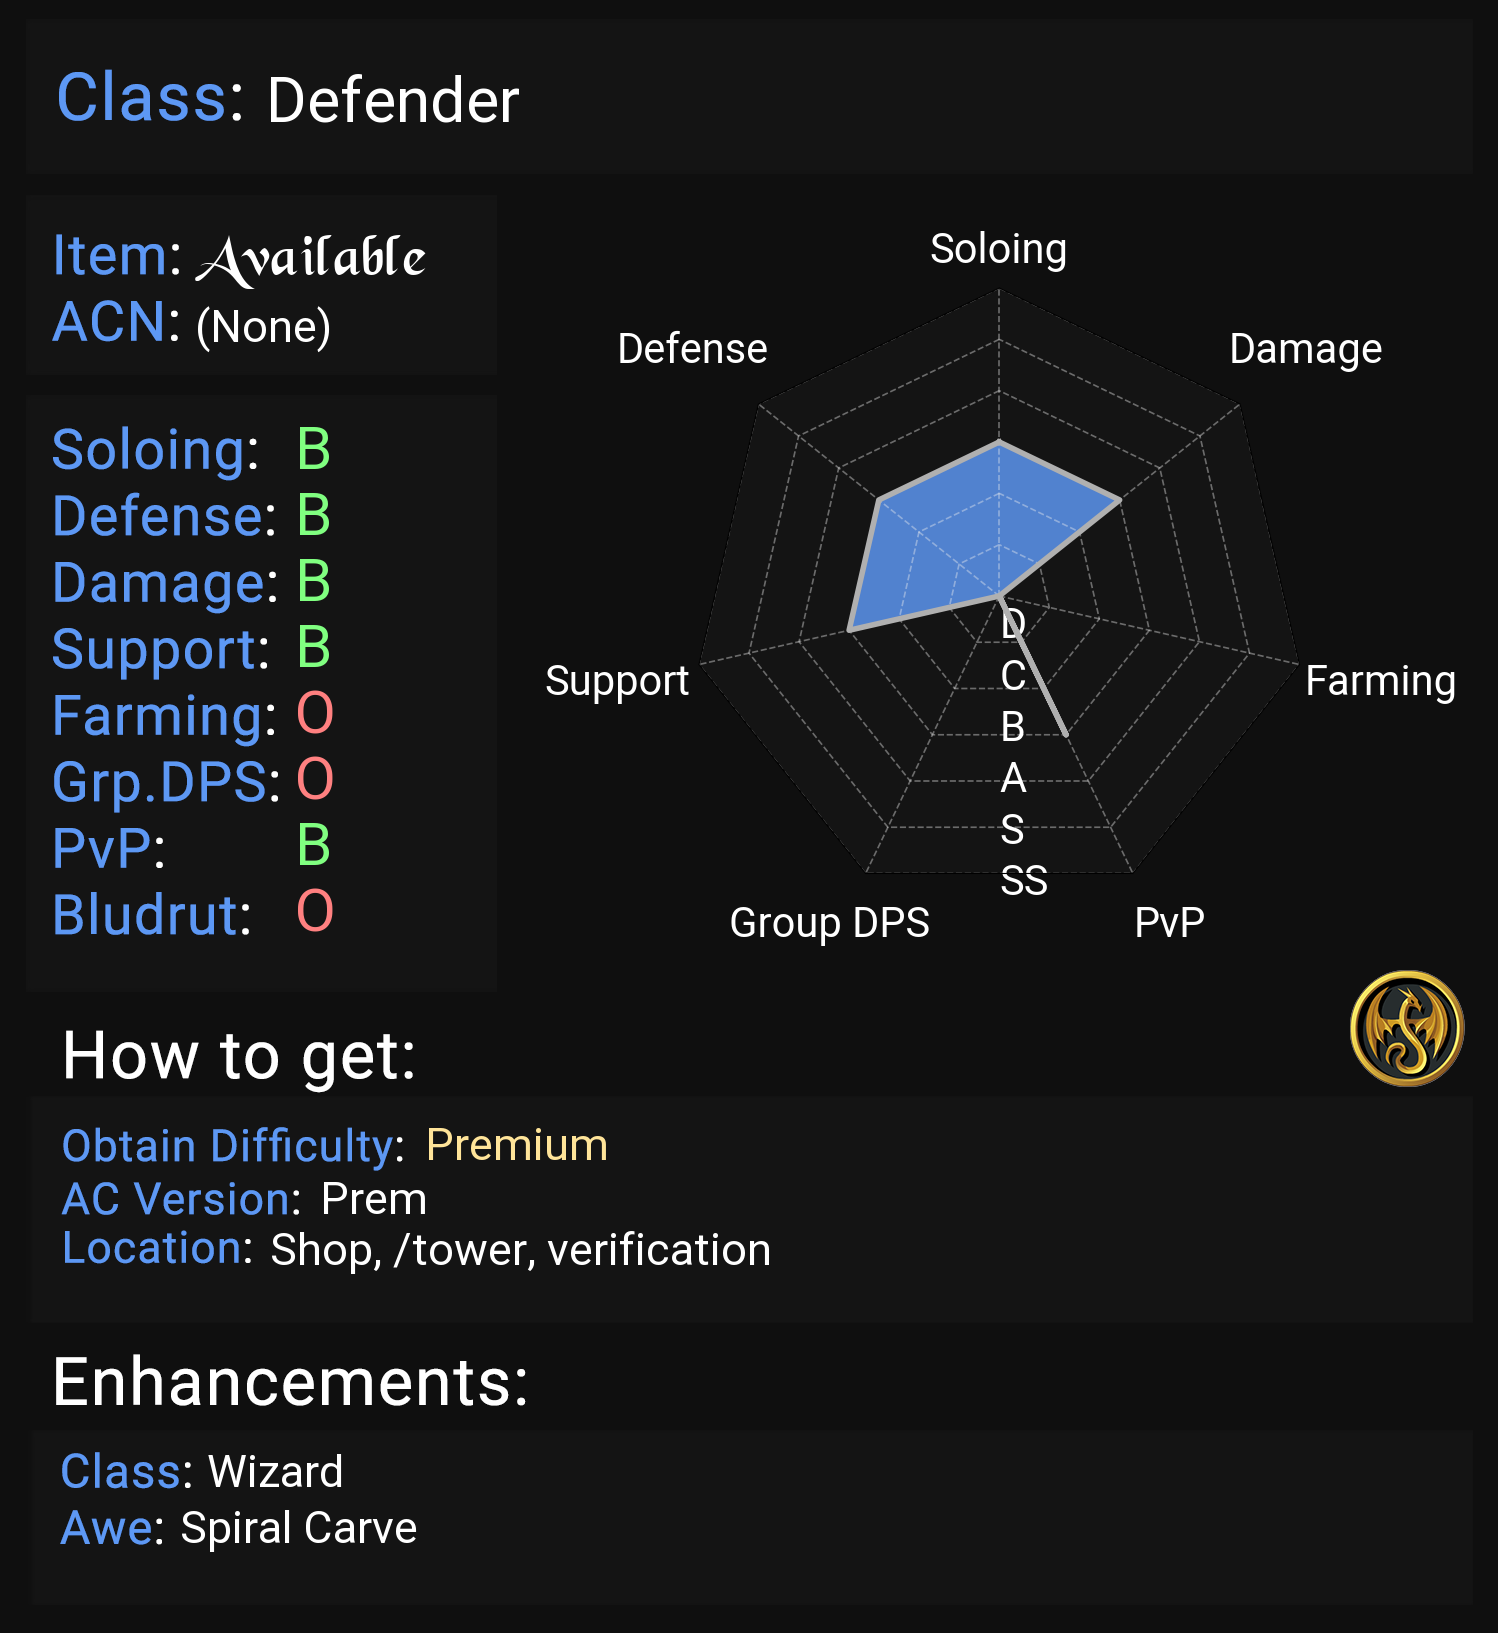 Class: Defender
Item: Available
ACN: (None)
Soloing: B
Defense: B
Damage: B
Support: B
Farming: O
Grp.DPS: O
PvP: B
Bludrut: O
Soloing
Defense
Damage
Support
Farming
Group DPS
PvP
D
C
B
A
S
SS
How to get:
Obtain Difficulty: Premium
AC Version: Prem
Location: Shop, /tower, verification
Enhancements:
Class: Wizard
Awe: Spiral Carve